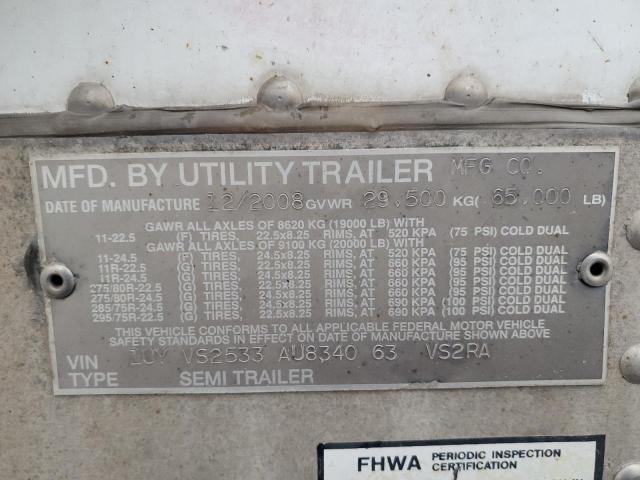 MFD. BY UTILITY TRAILER MFG CO.
DATE OF MANUFACTURE 12/2008 GVWR 29.500 KG( 65.000 LB)
GAWR ALL AXLES OF 8620 KG (19000 LB) WITH
11-22.5 (F) TIRES, 22.5x8.25 RIMS, AT 520 KPA (75 PSI) COLD DUAL
GAWR ALL AXLES OF 9100 KG (20000 LB) WITH
11-24.5 (F) TIRES, 24.5x8.25 RIMS, AT 520 KPA (75 PSI) COLD DUAL
11R-22.5 (G) TIRES, 22.5x8.25 RIMS, AT 660 KPA (95 PSI) COLD DUAL
11R-24.5 (G) TIRES, 24.5x8.25 RIMS, AT 660 KPA (95 PSI) COLD DUAL
275/80R-22.5 (G) TIRES, 22.5x8.25 RIMS, AT 660 KPA (95 PSI) COLD DUAL
275/80R-24.5 (G) TIRES, 24.5x8.25 RIMS, AT 660 KPA (95 PSI) COLD DUAL
285/75R-24.5 (G) TIRES, 24.5x8.25 RIMS, AT 690 KPA (100 PSI) COLD DUAL
295/75R-22.5 (G) TIRES, 22.5x8.25 RIMS, AT 690 KPA (100 PSI) COLD DUAL
THIS VEHICLE CONFORMS TO ALL APPLICABLE FEDERAL MOTOR VEHICLE
SAFETY STANDARDS IN EFFECT ON DATE OF MANUFACTURE SHOWN ABOVE
VIN 1UY VS2533 AU8340 63 VS2RA
TYPE SEMI TRAILER
FHWA PERIODIC INSPECTION
CERTIFICATION